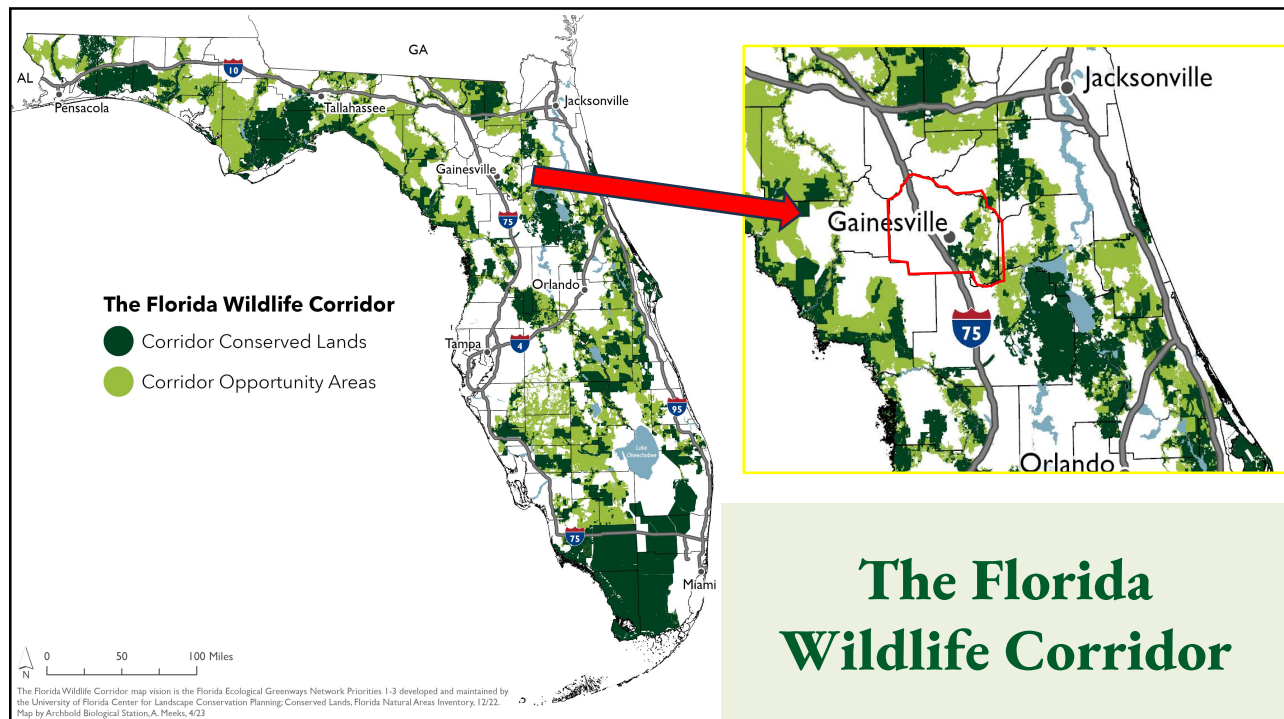 GA
AL
10
Pensacola
Tallahassee
Jacksonville
Gainesville
75
Orlando
The Florida Wildlife Corridor
Corridor Conserved Lands
Corridor Opportunity Areas
Tampa
4
95
Lake
Okeechobee
75
Miami
N
0 50 100 Miles
The Florida Wildlife Corridor map vision is the Florida Ecological Greenways Network Priorities 1-3 developed and maintained by
the University of Florida Center for Landscape Conservation Planning; Conserved Lands, Florida Natural Areas Inventory, 12/22.
Map by Archbold Biological Station, A. Meeks, 4/23
Jacksonville
Gainesville
75
Orlando
The Florida
Wildlife Corridor